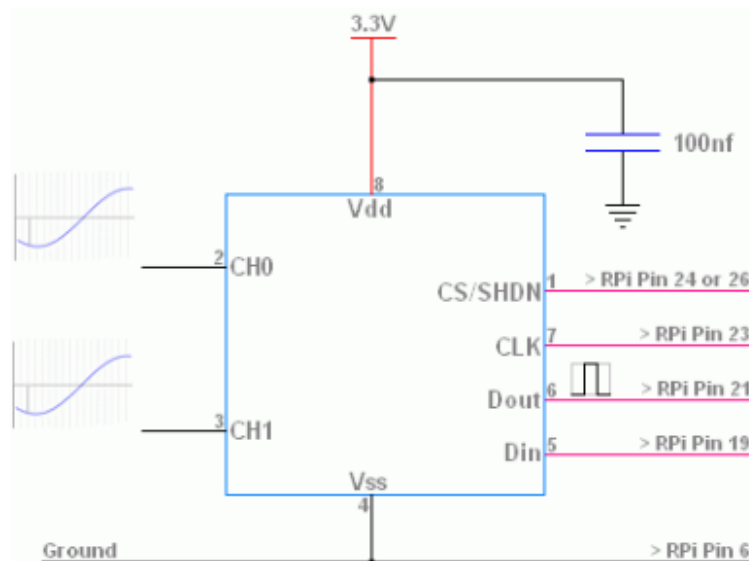 3.3V
100nf
8
Vdd
2 CH0
CS/SHDN 1 > RPi Pin 24 or 26
CLK 7 > RPi Pin 23
Dout 6 > RPi Pin 21
3 CH1
Din 5 > RPi Pin 19
Vss
4
Ground > RPi Pin 6